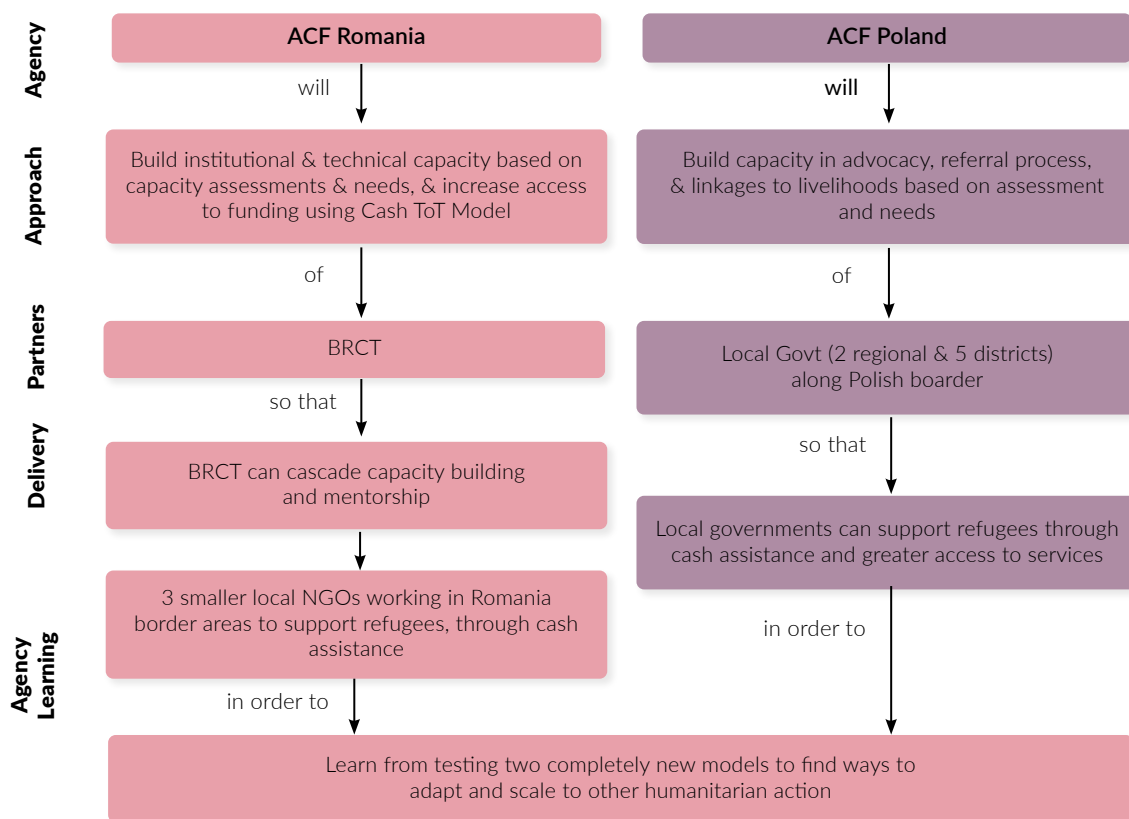 Agency
ACF Romania
ACF Poland
will
will
Approach
Build institutional & technical capacity based on
capacity assessments & needs, & increase access
to funding using Cash ToT Model
Build capacity in advocacy, referral process,
& linkages to livelihoods based on assessment
and needs
of
of
Partners
BRCT
Local Govt (2 regional & 5 districts)
along Polish boarder
so that
so that
Delivery
BRCT can cascade capacity building
and mentorship
Local governments can support refugees through
cash assistance and greater access to services
3 smaller local NGOs working in Romania
border areas to support refugees, through cash
assistance
Agency
Learning
in order to
in order to
Learn from testing two completely new models to find ways to
adapt and scale to other humanitarian action